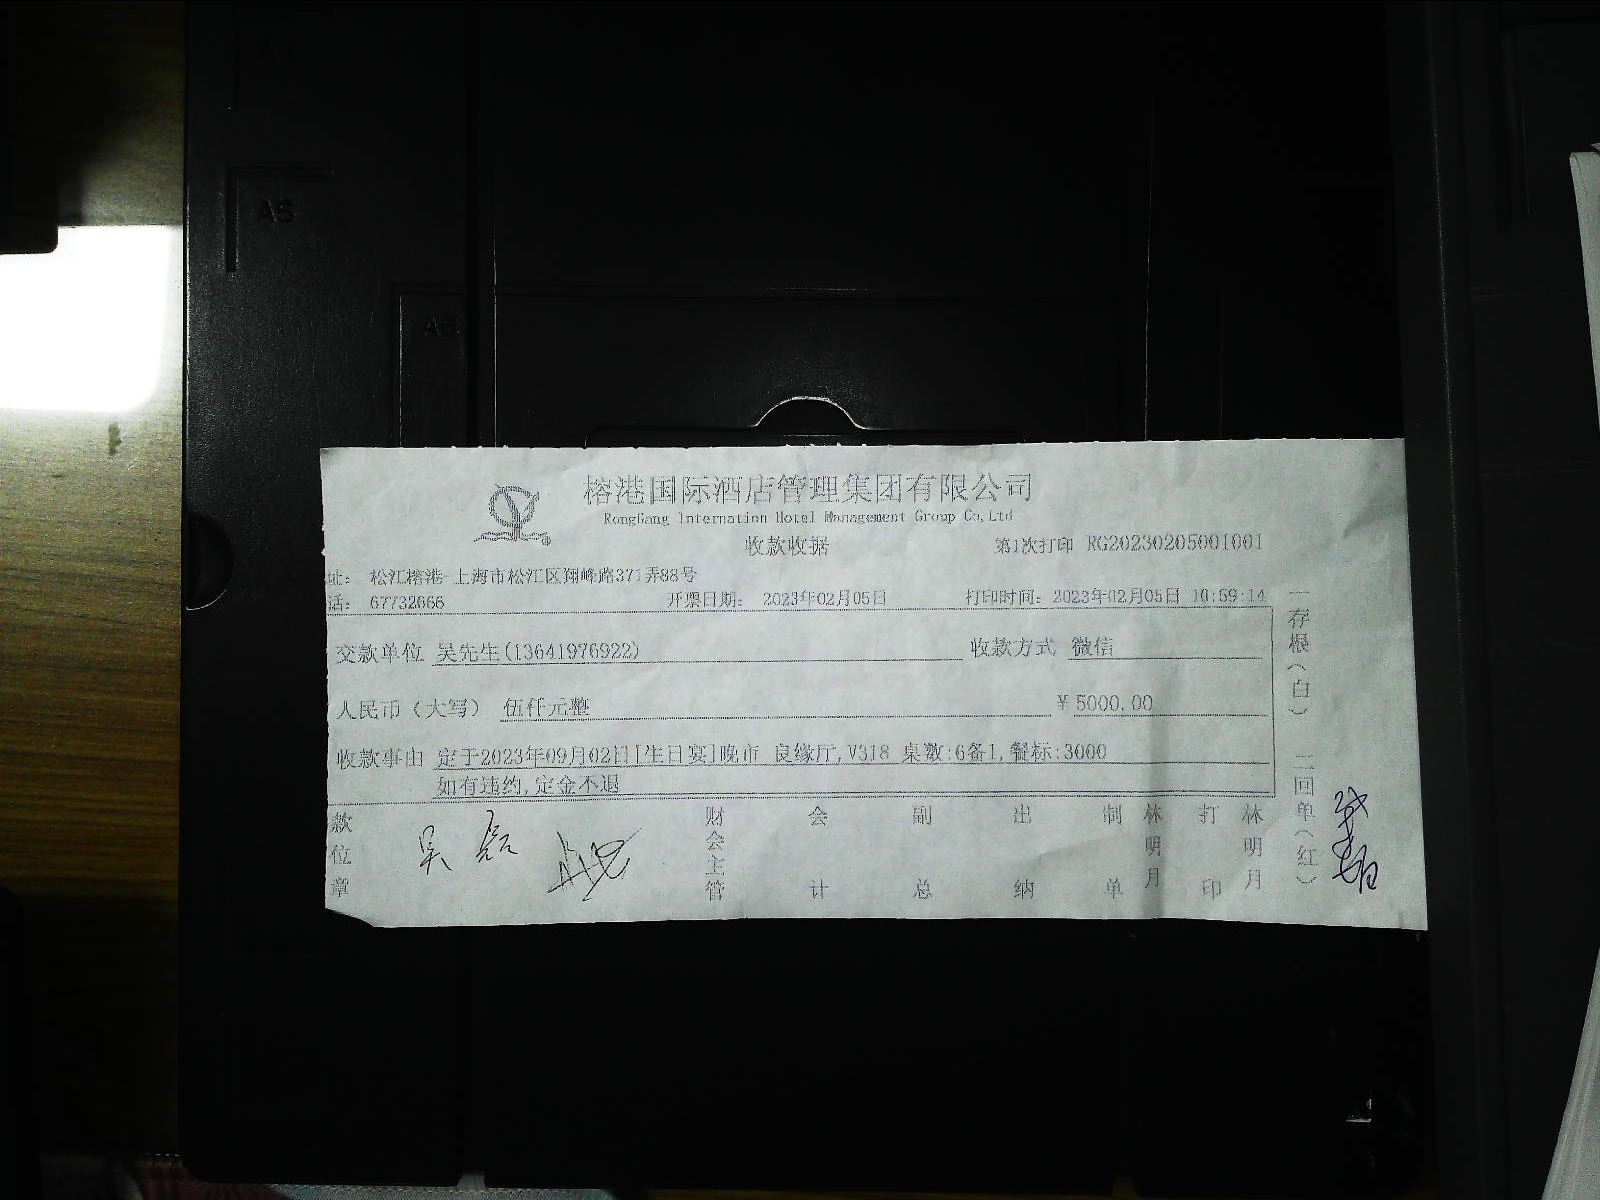 A5
榕港国际酒店管理集团有限公司
RongGang Internation Hotel Management Group Co,Ltd
收款收据
第1次打印 RG20230205001001
址: 松江榕港-上海市松江区翔峰路371弄88号
话: 67732666 开票日期: 2023年02月05日 打印时间: 2023年02月05日 10:59:14
交款单位 吴先生(13641976922) 收款方式 微信
人民币（大写） 伍仟元整 ￥5000.00
收款事由 定于2023年09月02日[生日宴]晚市 良缘厅,V318 桌数:6备1,餐标:3000
如有违约,定金不退
款位章 吴磊 财会主管 会计 副总 出纳 制单 林明月 打印 林明月
一存根（白） 二回单（红）